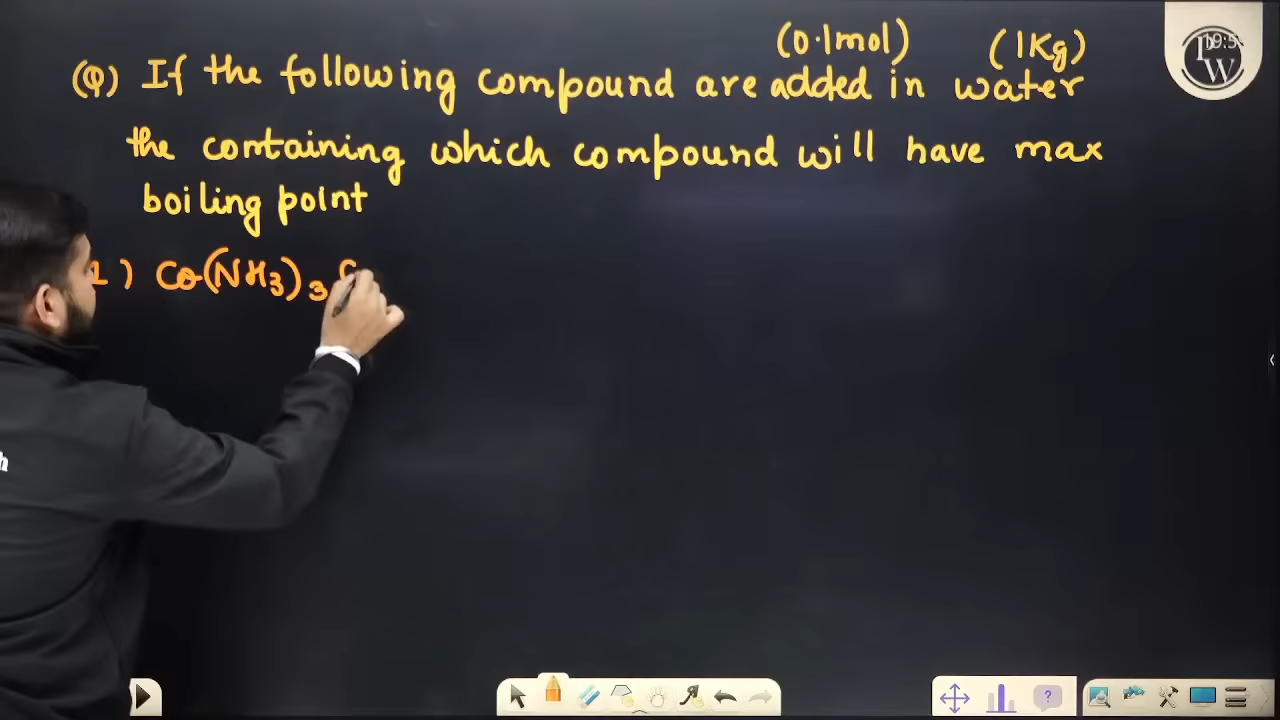 (0.1mol) (1Kg)
(Q) If the following compound are added in water
the containing which compound will have max
boiling point
) Co(NH3)3
W